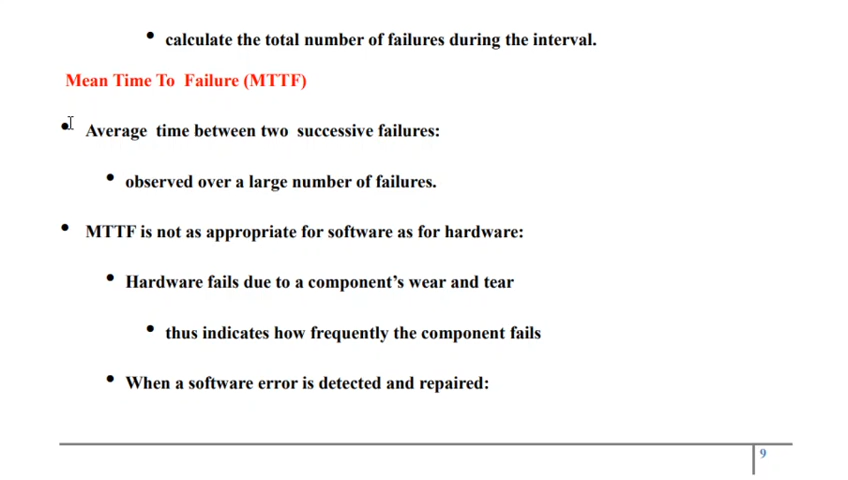 • calculate the total number of failures during the interval.
Mean Time To Failure (MTTF)
• Average time between two successive failures:
• observed over a large number of failures.
• MTTF is not as appropriate for software as for hardware:
• Hardware fails due to a component’s wear and tear
• thus indicates how frequently the component fails
• When a software error is detected and repaired:
9